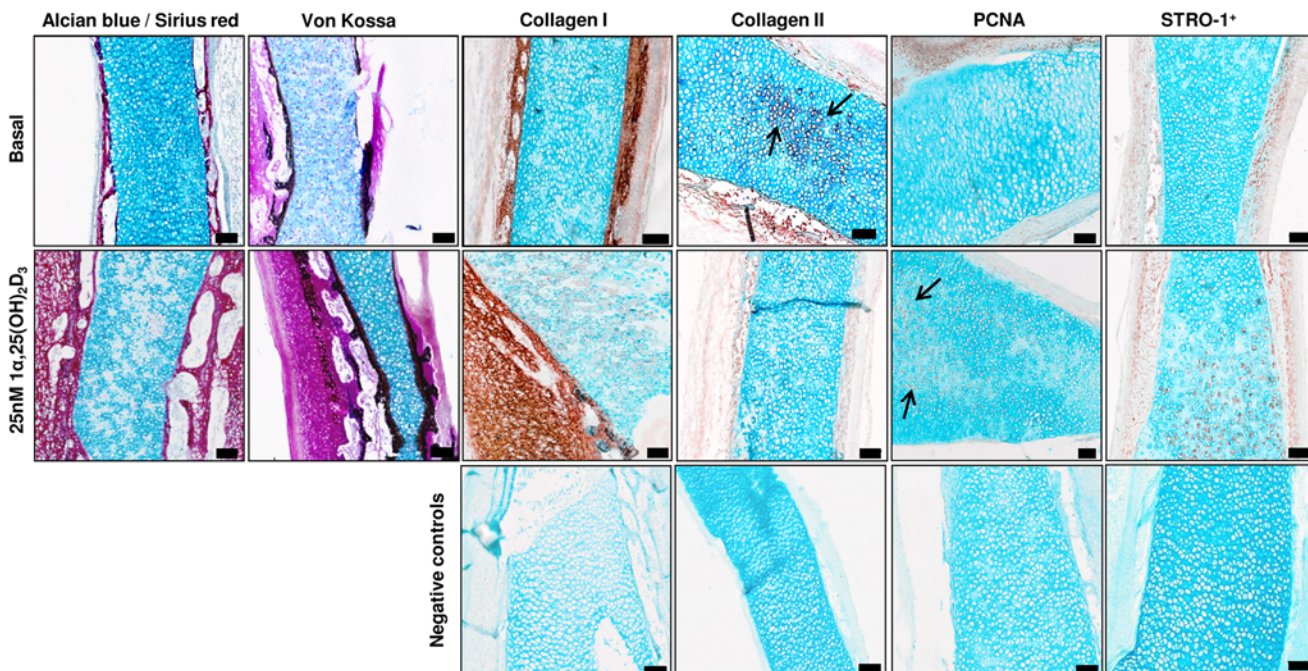 Alcian blue / Sirius red
Von Kossa
Collagen I
Collagen II
PCNA
STRO-1⁺
Basal
25nM 1α,25(OH)₂D₃
Negative controls